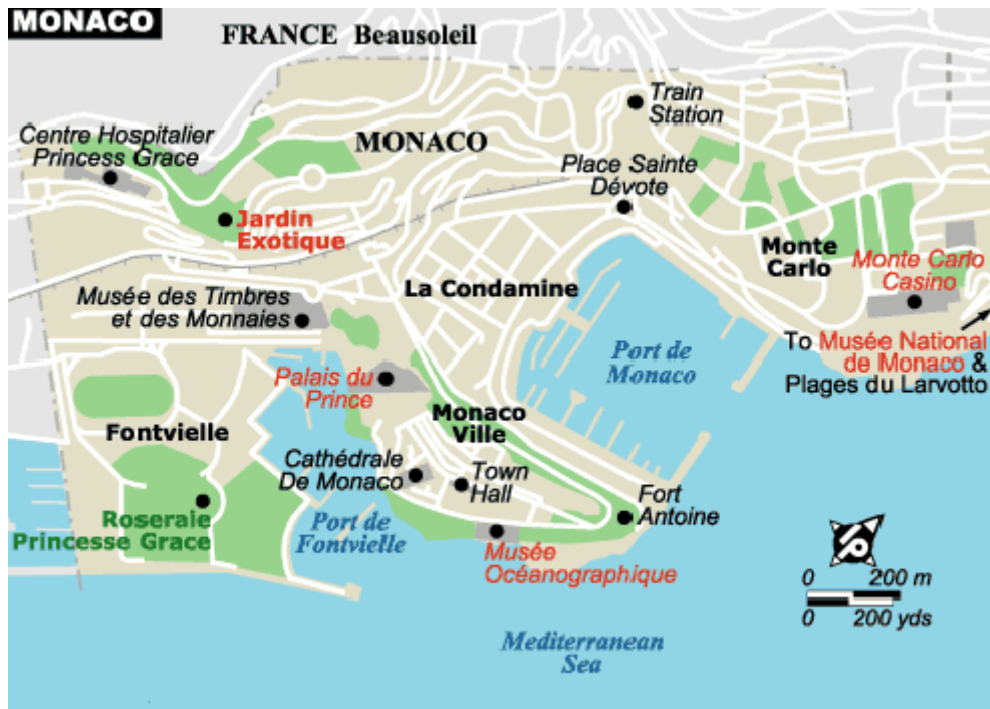 MONACO
FRANCE Beausoleil
Train
Station
Centre Hospitalier
Princess Grace
MONACO
Place Sainte
Dévote
Jardin
Exotique
Monte
Carlo
Monte Carlo
Casino
La Condamine
Musée des Timbres
et des Monnaies
Port de
Monaco
To Musée National
de Monaco &
Plages du Larvotto
Palais du
Prince
Monaco
Ville
Fontvielle
Cathédrale
De Monaco
Town
Hall
Fort
Antoine
Roseraie
Princesse Grace
Port de
Fontvielle
Musée
Océanographique
0 200 m
0 200 yds
Mediterranean
Sea